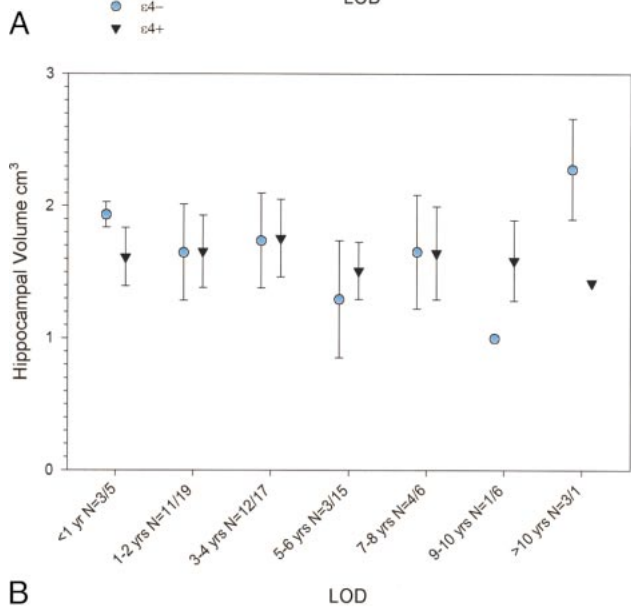 LOD
A
ε4−
ε4+
3
2
1
0
Hippocampal Volume cm³
<1 yr N=3/5
1-2 yrs N=11/19
3-4 yrs N=12/17
5-6 yrs N=3/15
7-8 yrs N=4/6
9-10 yrs N=1/6
>10 yrs N=3/1
B
LOD